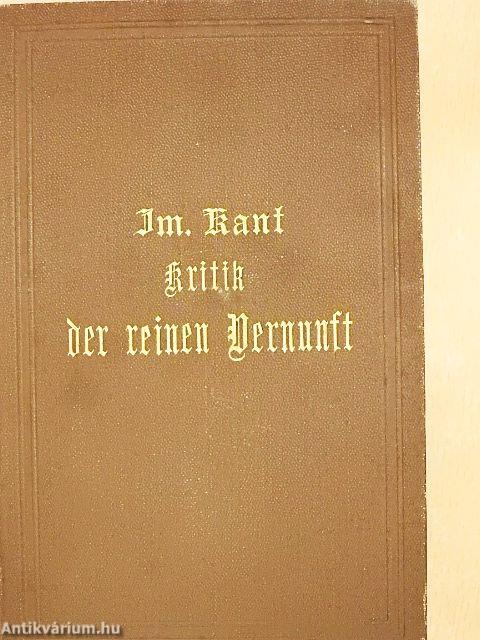 Im. Kant
Kritik
der reinen Vernunft
Antikvárium.hu